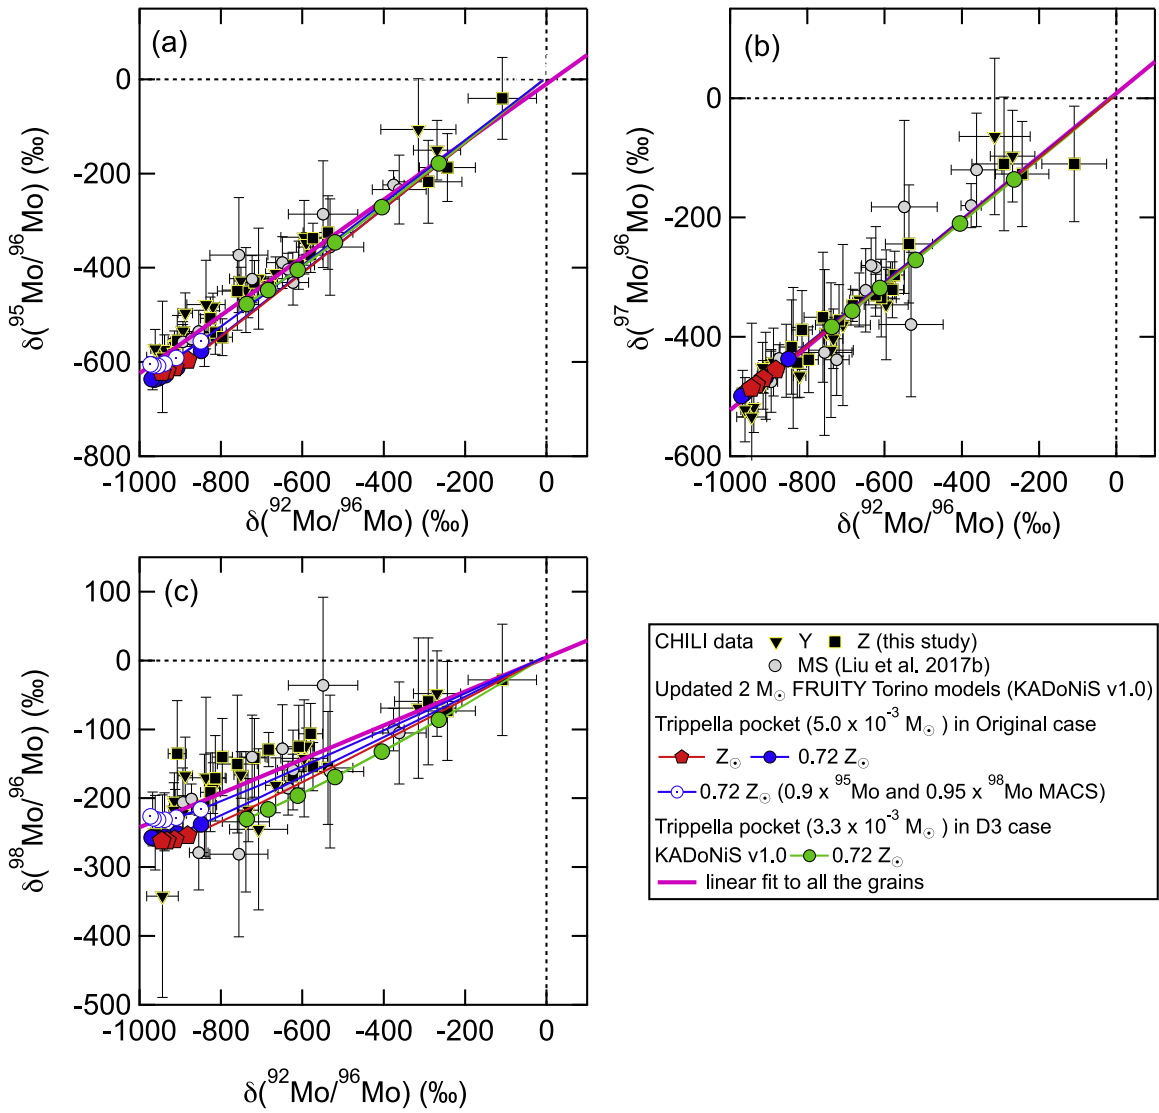 (a)
0
-200
-400
-600
-800
-1000
-800
-600
-400
-200
0
δ(⁹⁵Mo/⁹⁶Mo) (‰)
δ(⁹²Mo/⁹⁶Mo) (‰)
(b)
0
-200
-400
-600
-1000
-800
-600
-400
-200
0
δ(⁹⁷Mo/⁹⁶Mo) (‰)
δ(⁹²Mo/⁹⁶Mo) (‰)
(c)
100
0
-100
-200
-300
-400
-500
-1000
-800
-600
-400
-200
0
δ(⁹⁸Mo/⁹⁶Mo) (‰)
δ(⁹²Mo/⁹⁶Mo) (‰)
CHILI data Y Z (this study)
MS (Liu et al. 2017b)
Updated 2 M☉ FRUITY Torino models (KADoNiS v1.0)
Trippella pocket (5.0 x 10⁻³ M☉) in Original case
Z☉ 0.72 Z☉
0.72 Z☉ (0.9 x ⁹⁵Mo and 0.95 x ⁹⁸Mo MACS)
Trippella pocket (3.3 x 10⁻³ M☉) in D3 case
KADoNiS v1.0 0.72 Z☉
linear fit to all the grains